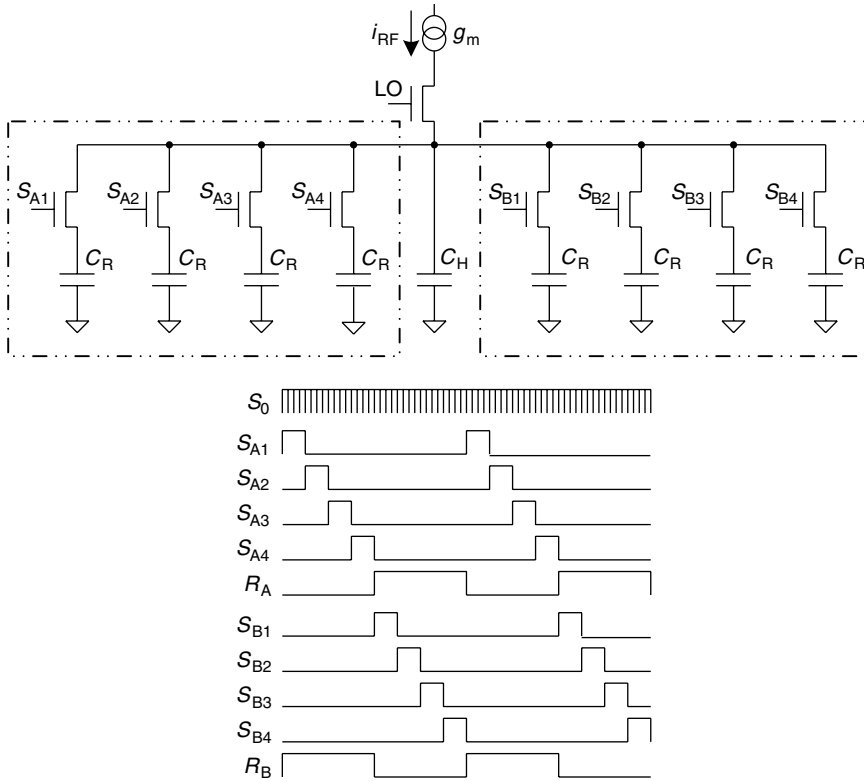 i_RF g_m
LO
S_A1 S_A2 S_A3 S_A4 S_B1 S_B2 S_B3 S_B4
C_R C_R C_R C_R C_H C_R C_R C_R C_R
S_0
S_A1
S_A2
S_A3
S_A4
R_A
S_B1
S_B2
S_B3
S_B4
R_B